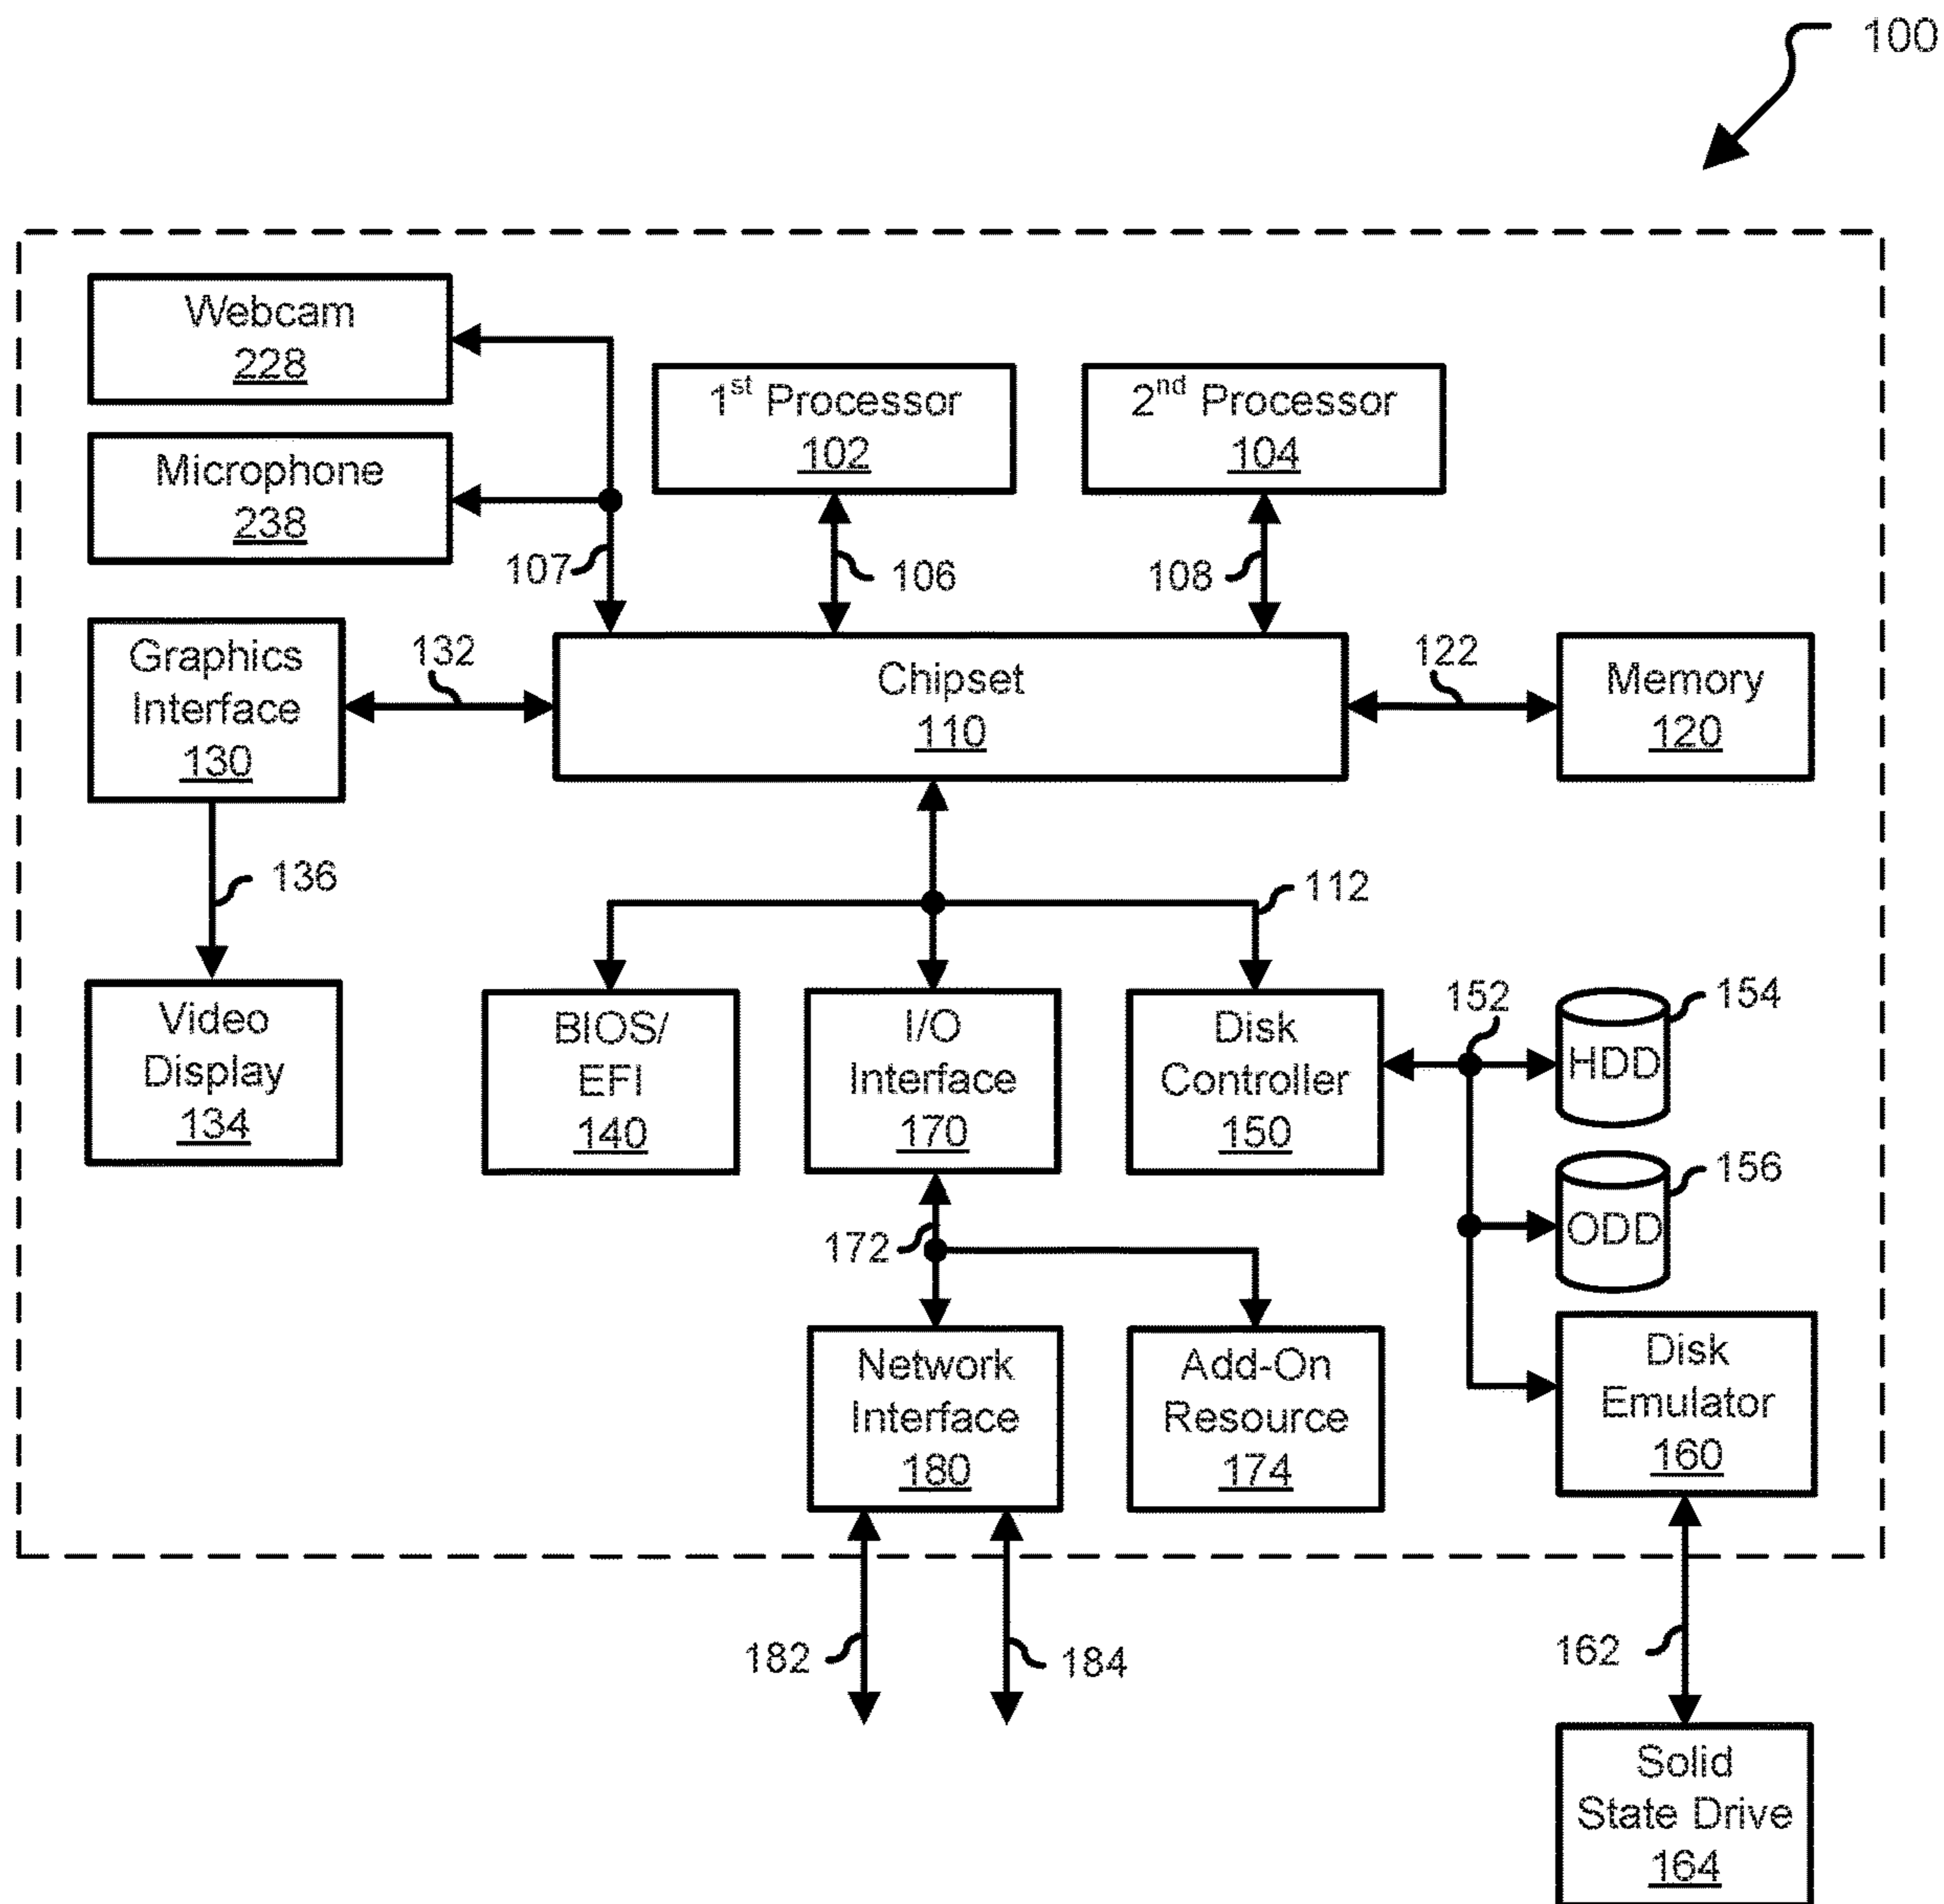 100
Webcam
228
Microphone
238
107
1st Processor
102
2nd Processor
104
106
108
Graphics
Interface
130
132
Chipset
110
122
Memory
120
136
112
Video
Display
134
BIOS/
EFI
140
I/O
Interface
170
Disk
Controller
150
152
HDD
154
ODD
156
172
Network
Interface
180
Add-On
Resource
174
Disk
Emulator
160
182
184
162
Solid
State Drive
164